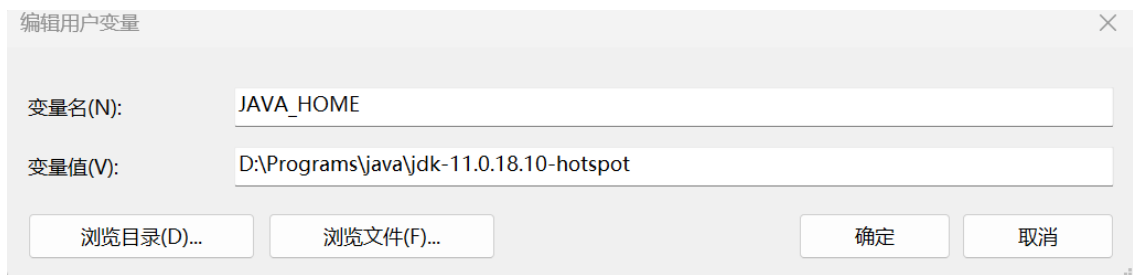 编辑用户变量
变量名(N): JAVA_HOME
变量值(V): D:\Programs\java\jdk-11.0.18.10-hotspot
浏览目录(D)... 浏览文件(F)... 确定 取消